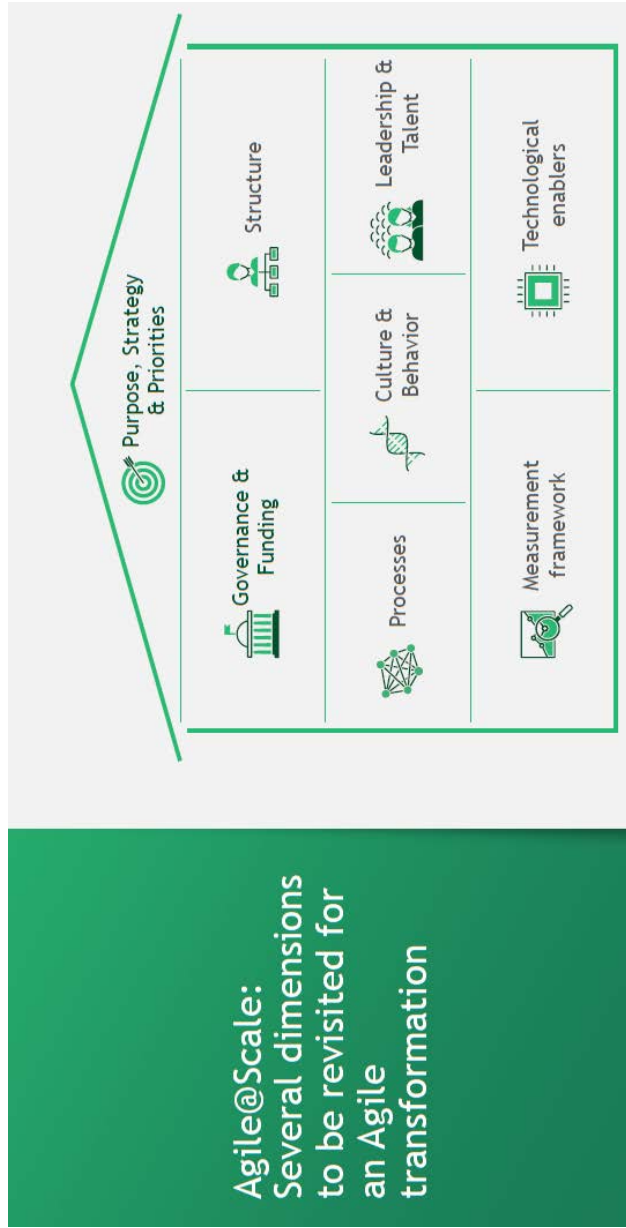 Agile@Scale:
Several dimensions
to be revisited for
an Agile
transformation
Purpose, Strategy
& Priorities
Governance &
Funding
Structure
Processes
Culture &
Behavior
Leadership &
Talent
Measurement
framework
Technological
enablers